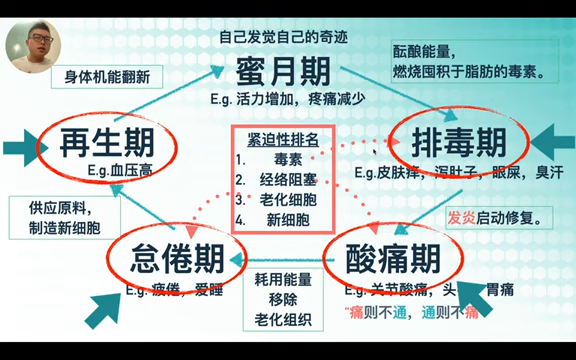 自己发觉自己的奇迹
蜜月期
E.g. 活力增加，疼痛减少
身体机能翻新
酝酿能量，
燃烧囤积于脂肪的毒素。
再生期
E.g.血压高
紧迫性排名
1. 毒素
2. 经络阻塞
3. 老化细胞
4. 新细胞
排毒期
E.g.皮肤痒，泻肚子，眼屎，臭汗
供应原料，
制造新细胞
发炎启动修复。
怠倦期
E.g. 疲倦，爱睡
耗用能量
移除
老化组织
酸痛期
E.g. 关节酸痛，头 胃痛
“痛则不通，通则不痛